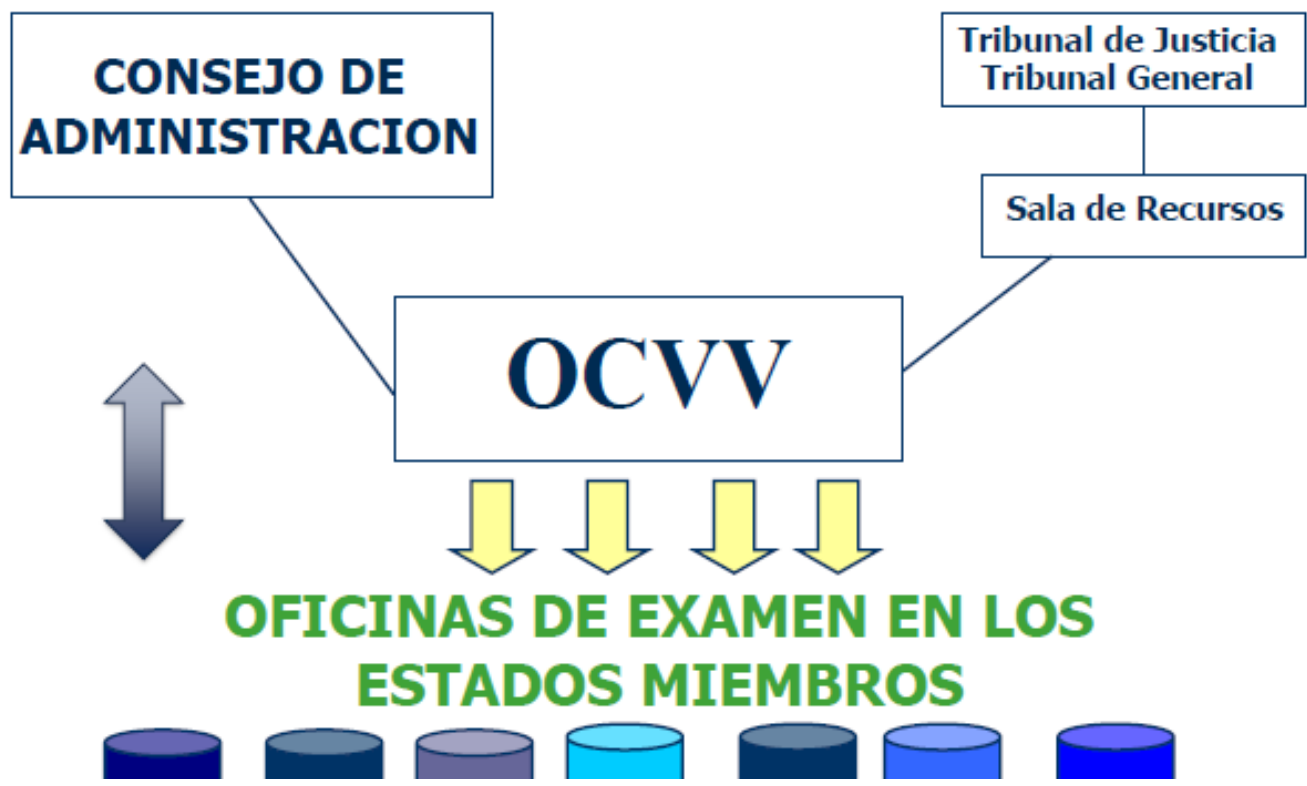 CONSEJO DE
ADMINISTRACION
Tribunal de Justicia
Tribunal General
Sala de Recursos
OCVV
OFICINAS DE EXAMEN EN LOS
ESTADOS MIEMBROS